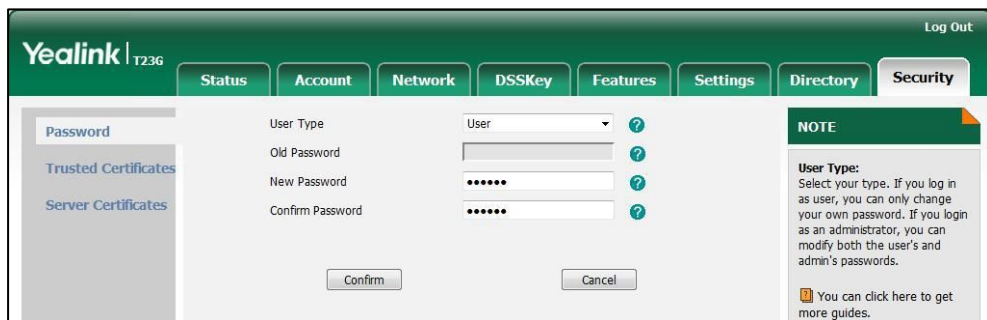 Log Out
Yealink | T23G
Status Account Network DSSKey Features Settings Directory Security
Password
Trusted Certificates
Server Certificates
User Type User
Old Password
New Password ••••••
Confirm Password ••••••
Confirm Cancel
NOTE
User Type:
Select your type. If you log in
as user, you can only change
your own password. If you login
as an administrator, you can
modify both the user's and
admin's passwords.
You can click here to get
more guides.